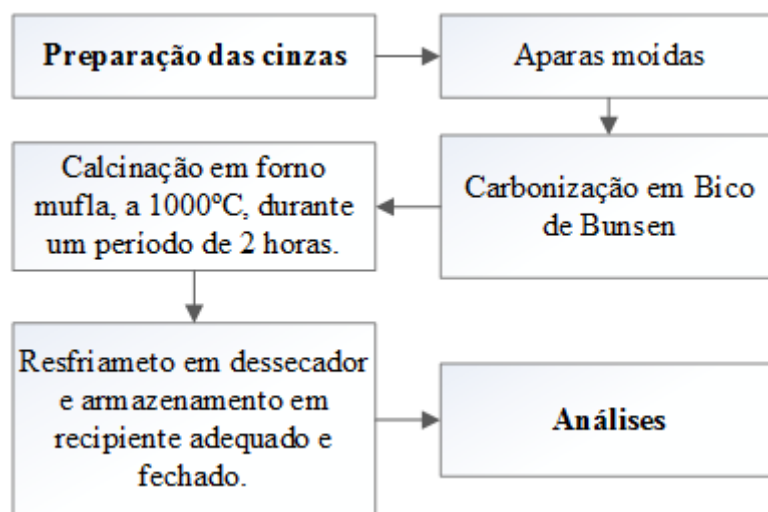 Preparação das cinzas
Aparas moídas
Carbonização em Bico
de Bunsen
Calcinação em forno
mufla, a 1000ºC, durante
um período de 2 horas.
Resfriameto em dessecador
e armazenamento em
recipiente adequado e
fechado.
Análises